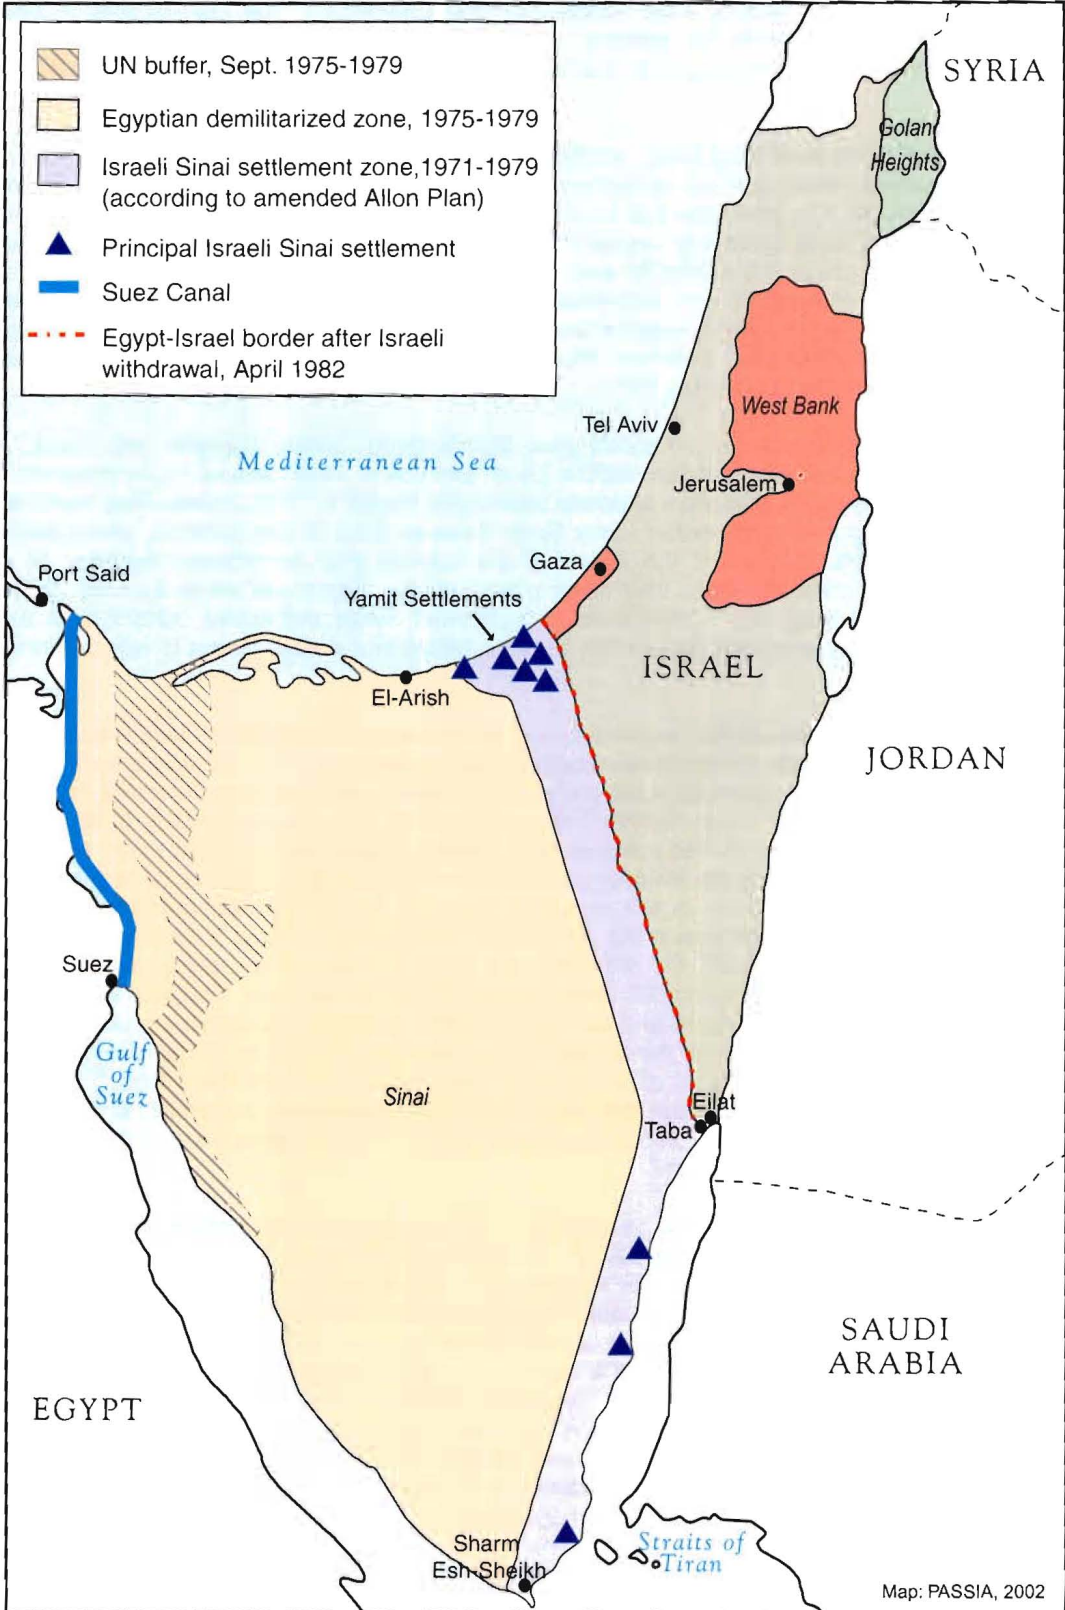 UN buffer, Sept. 1975-1979
Egyptian demilitarized zone, 1975-1979
Israeli Sinai settlement zone,1971-1979
(according to amended Allon Plan)
Principal Israeli Sinai settlement
Suez Canal
Egypt-Israel border after Israeli
withdrawal, April 1982
SYRIA
Golan
Heights
West Bank
Tel Aviv
Mediterranean Sea
Jerusalem
Gaza
Port Said
Yamit Settlements
ISRAEL
El-Arish
JORDAN
Suez
Gulf
of
Suez
Sinai
Eilat
Taba
SAUDI
ARABIA
EGYPT
Sharm
Esh-Sheikh
Straits of
Tiran
Map: PASSIA, 2002